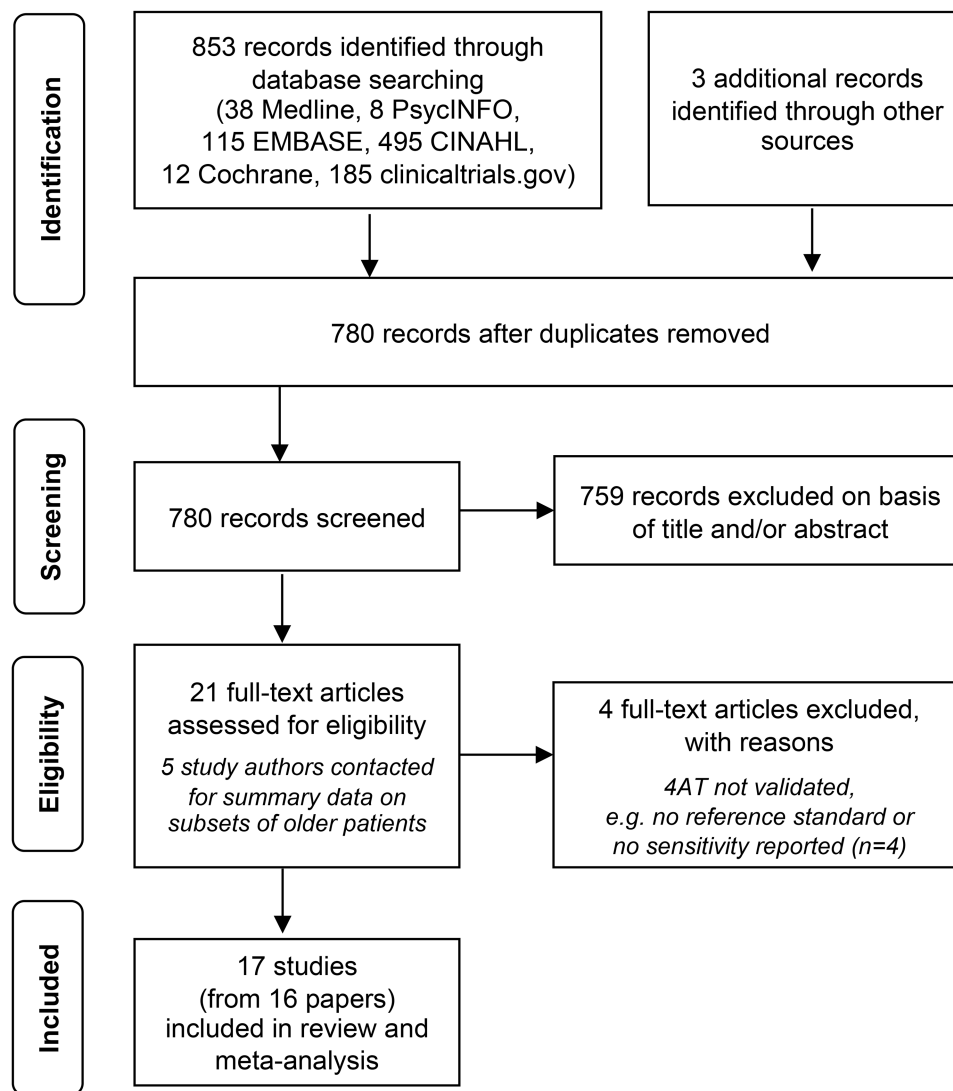 Identification
853 records identified through
database searching
(38 Medline, 8 PsycINFO,
115 EMBASE, 495 CINAHL,
12 Cochrane, 185 clinicaltrials.gov)
3 additional records
identified through other
sources
780 records after duplicates removed
Screening
780 records screened
759 records excluded on basis
of title and/or abstract
Eligibility
21 full-text articles
assessed for eligibility
5 study authors contacted
for summary data on
subsets of older patients
4 full-text articles excluded,
with reasons
4AT not validated,
e.g. no reference standard or
no sensitivity reported (n=4)
Included
17 studies
(from 16 papers)
included in review and
meta-analysis